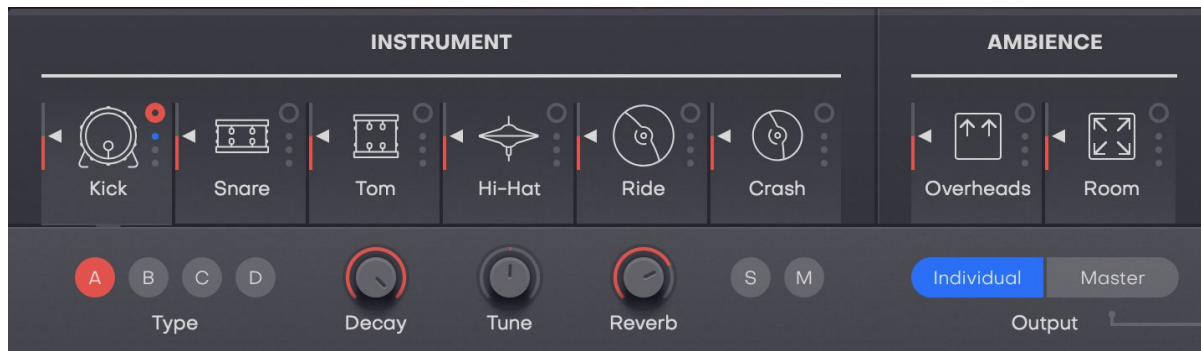 INSTRUMENT
AMBIENCE
Kick Snare Tom Hi-Hat Ride Crash Overheads Room
A B C D S M Individual Master
Type Decay Tune Reverb Output